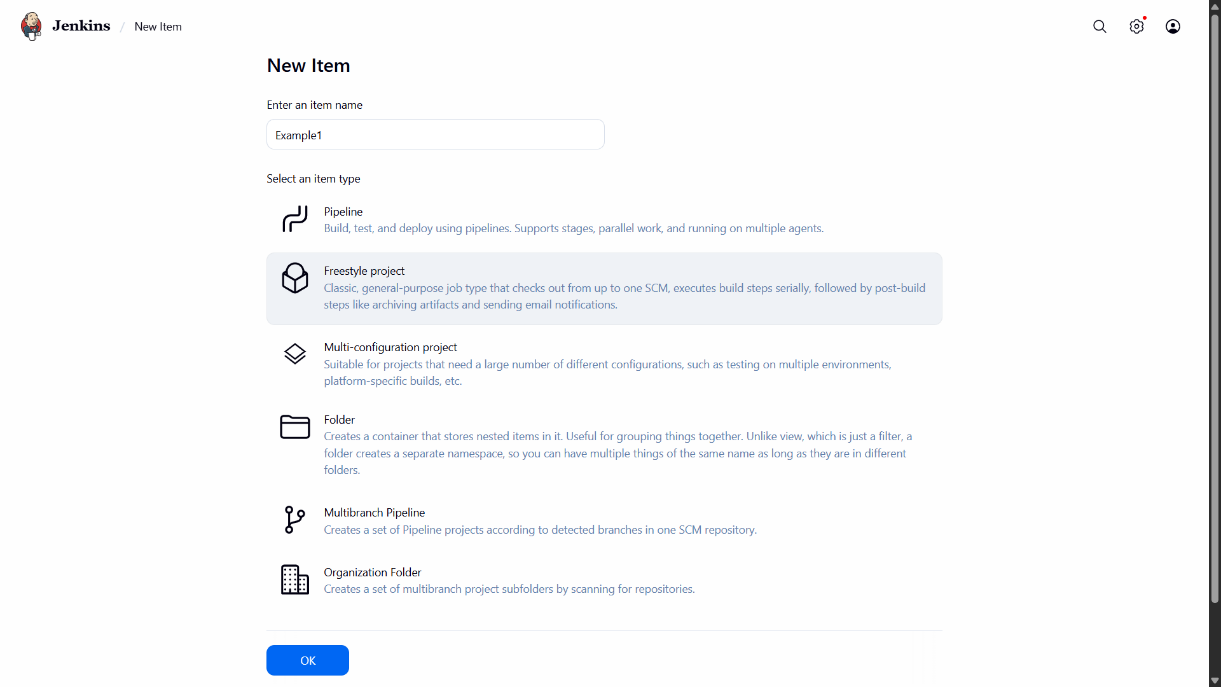 Jenkins / New Item
New Item
Enter an item name
Example1
Select an item type
Pipeline
Build, test, and deploy using pipelines. Supports stages, parallel work, and running on multiple agents.
Freestyle project
Classic, general-purpose job type that checks out from up to one SCM, executes build steps serially, followed by post-build
steps like archiving artifacts and sending email notifications.
Multi-configuration project
Suitable for projects that need a large number of different configurations, such as testing on multiple environments,
platform-specific builds, etc.
Folder
Creates a container that stores nested items in it. Useful for grouping things together. Unlike view, which is just a filter, a
folder creates a separate namespace, so you can have multiple things of the same name as long as they are in different
folders.
Multibranch Pipeline
Creates a set of Pipeline projects according to detected branches in one SCM repository.
Organization Folder
Creates a set of multibranch project subfolders by scanning for repositories.
OK